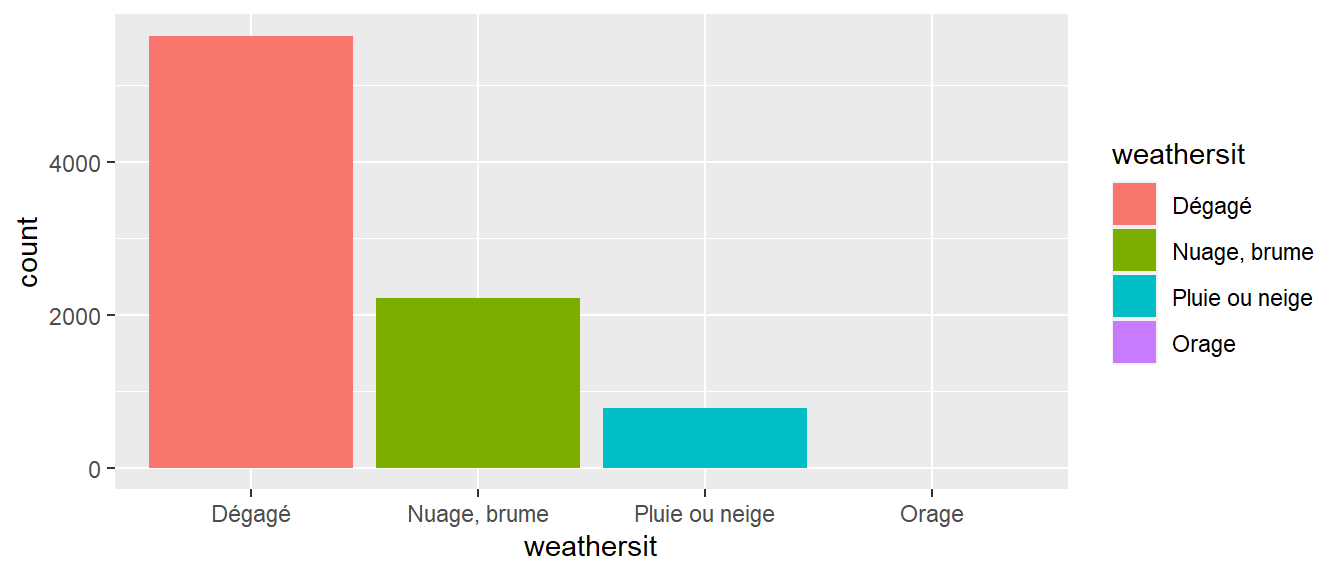 count
4000
2000
0
Dégagé
Nuage, brume
Pluie ou neige
Orage
weathersit
weathersit
Dégagé
Nuage, brume
Pluie ou neige
Orage